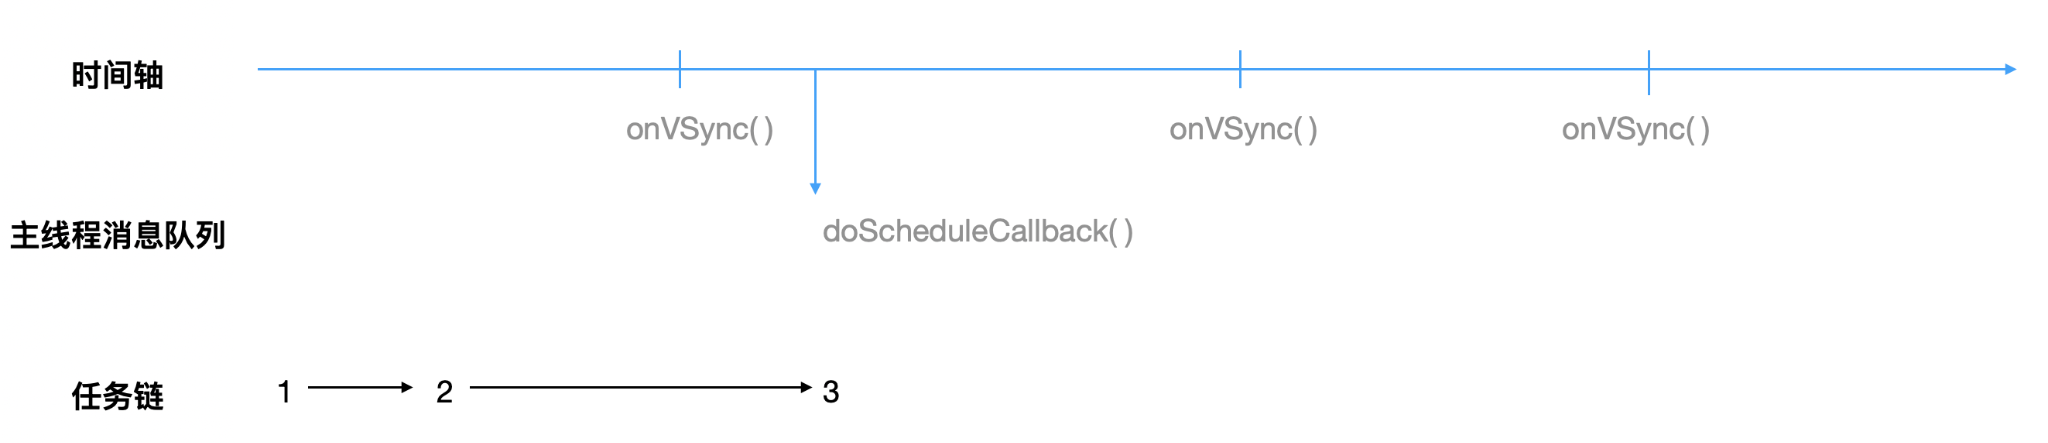 时间轴
onVSync( ) onVSync( ) onVSync( )
主线程消息队列
doScheduleCallback( )
任务链 1 2 3